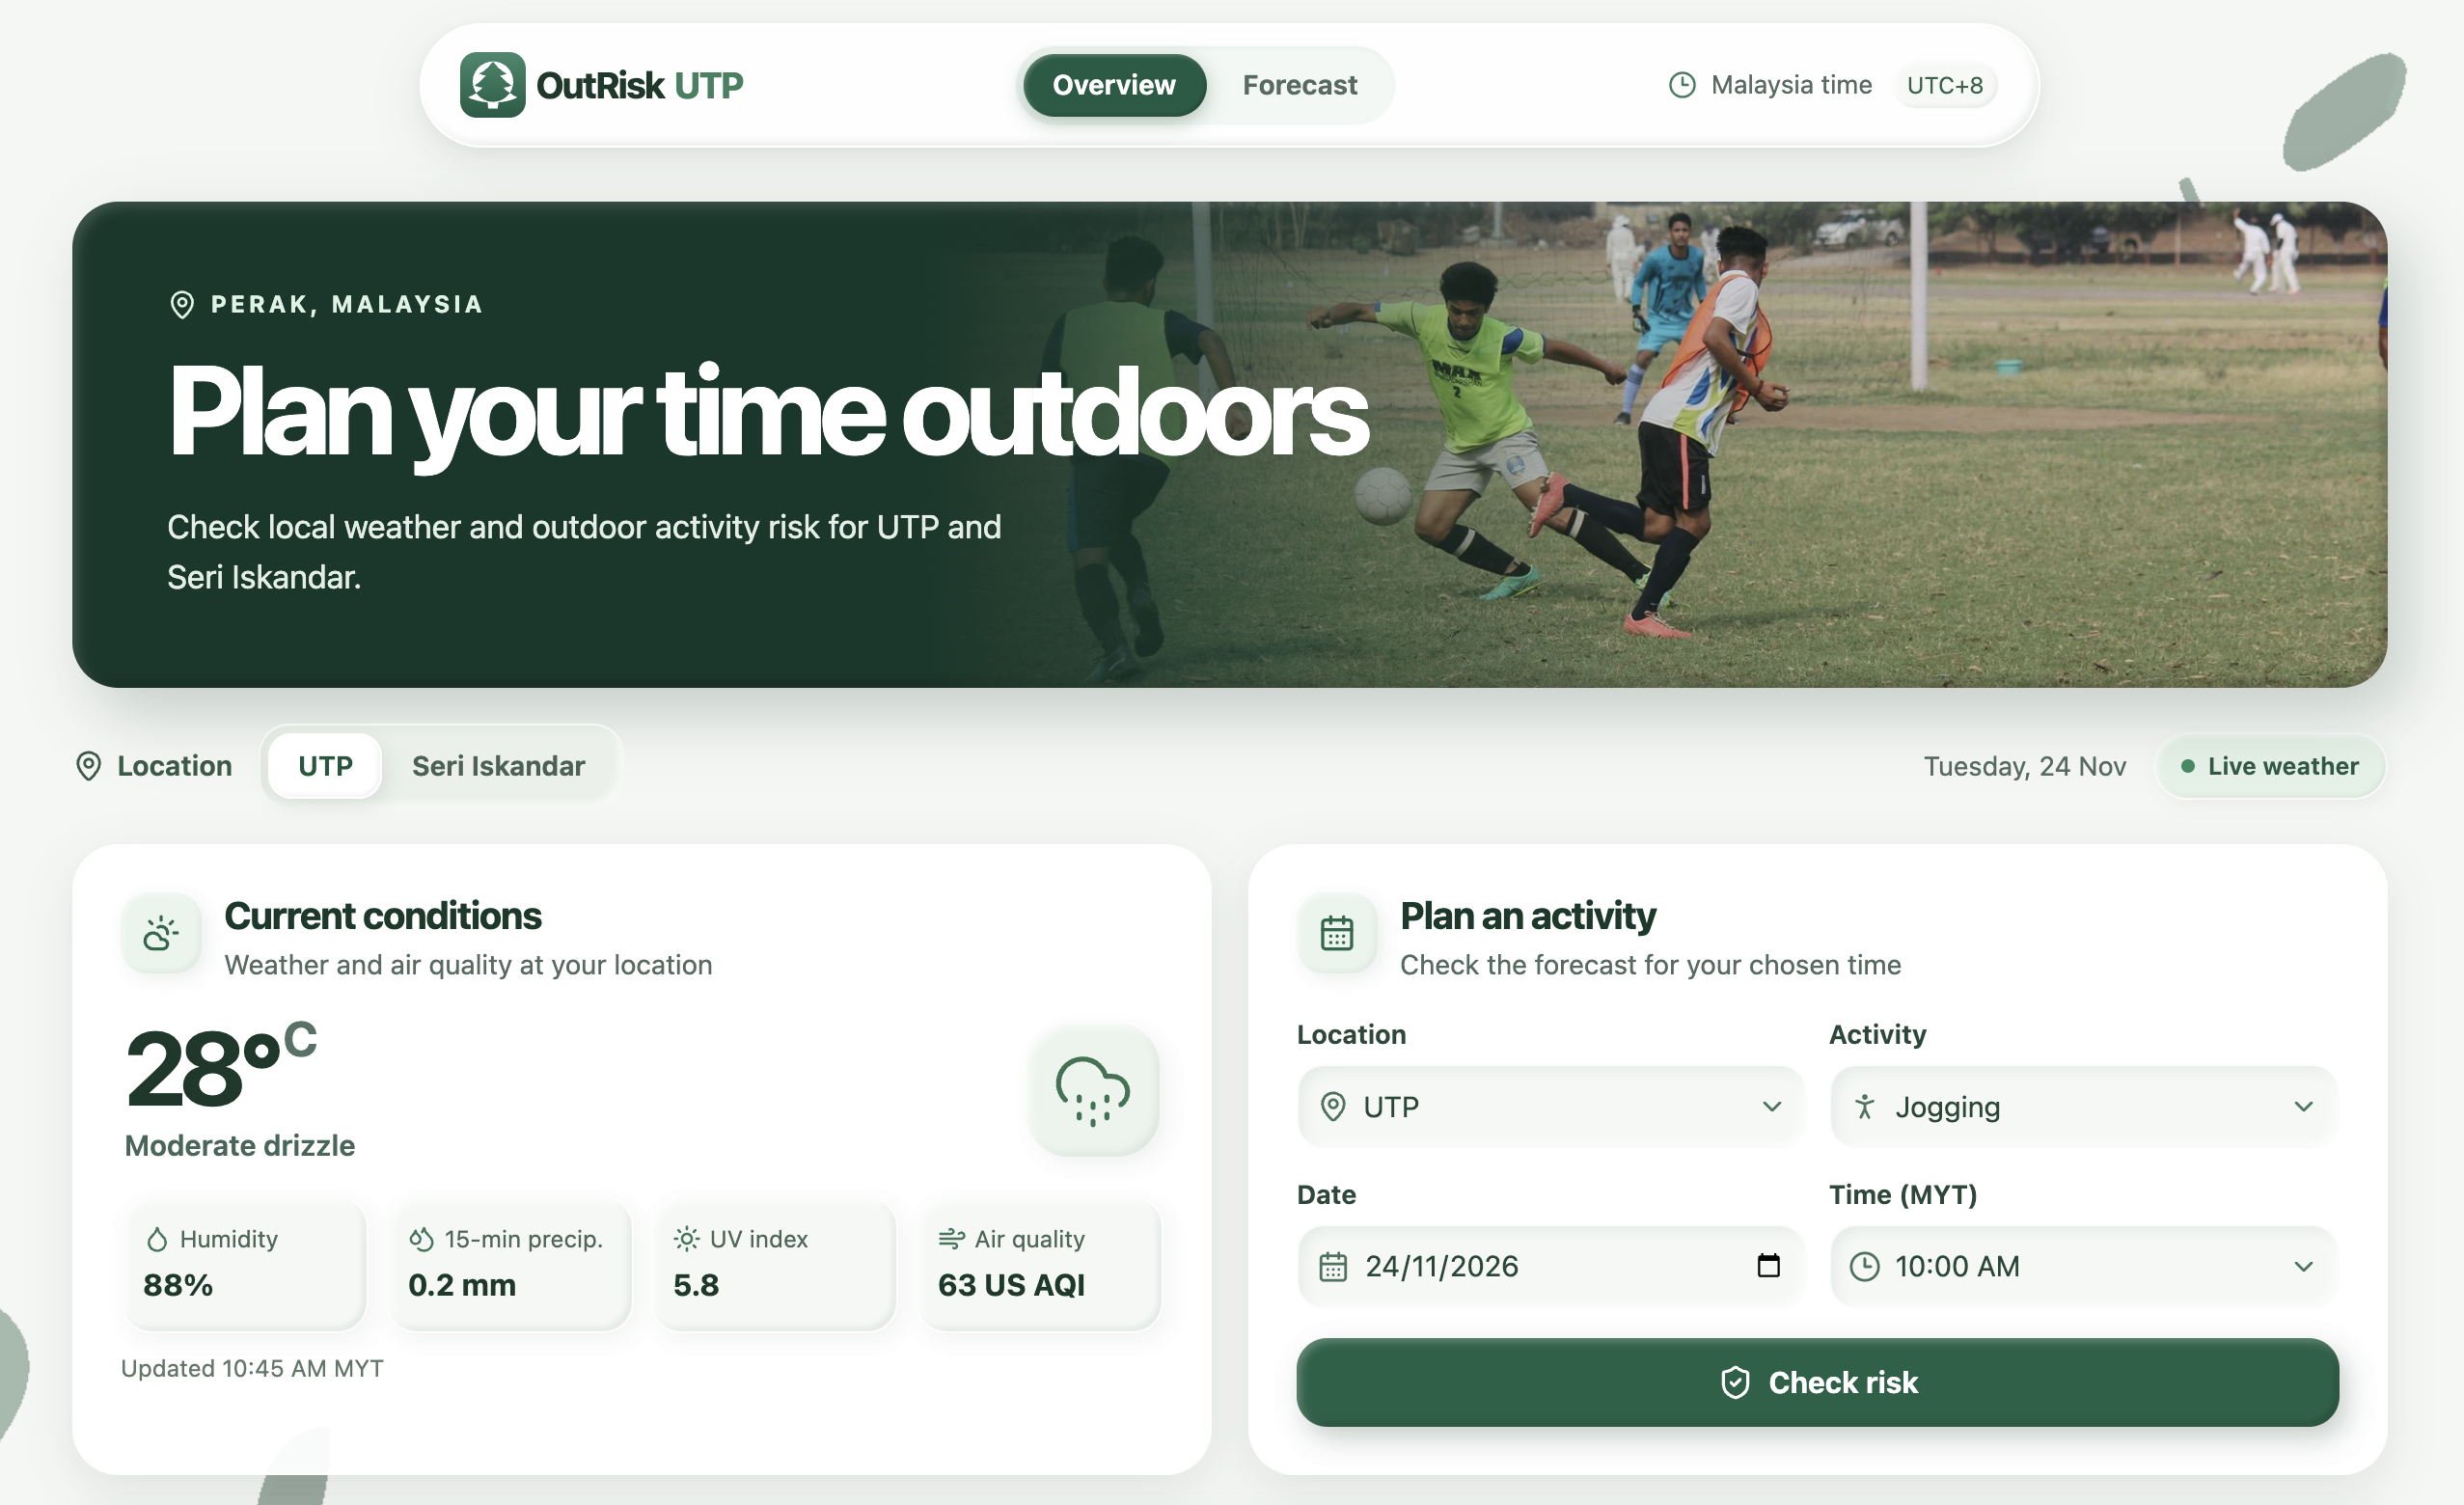 OutRisk UTP
Overview
Forecast
Malaysia time
UTC+8
PERAK, MALAYSIA
Plan your time outdoors
Check local weather and outdoor activity risk for UTP and
Seri Iskandar.
MAX
2
Location
UTP
Seri Iskandar
Tuesday, 24 Nov
Live weather
Current conditions
Weather and air quality at your location
28°C
Moderate drizzle
Humidity
88%
15-min precip.
0.2 mm
UV index
5.8
Air quality
63 US AQI
Updated 10:45 AM MYT
Plan an activity
Check the forecast for your chosen time
Location
Activity
UTP
Jogging
Date
Time (MYT)
24/11/2026
10:00 AM
Check risk